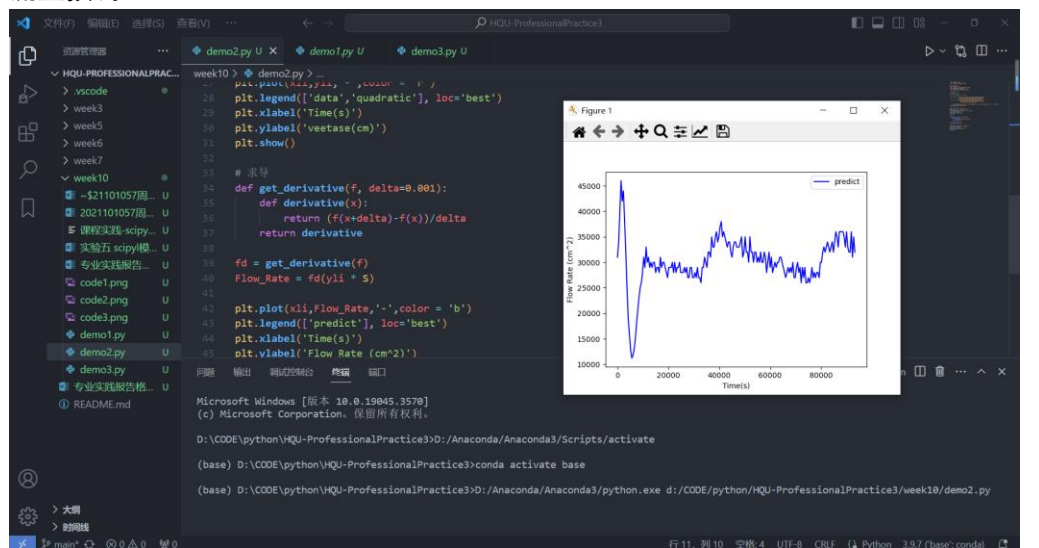 文件(F) 编辑(E) 选择(S) 查看(V) ··· HQU-ProfessionalPractice3
资源管理器 ···
HQU-PROFESSIONALPRAC...
.vscode
week3
week5
week6
week7
week10
~$21101057周... U
2021101057周... U
课程实践-scipy... U
实验五 scipyl模... U
专业实践报告... U
code1.png U
code2.png U
code3.png U
demo1.py U
demo2.py U
demo3.py U
专业实践报告格... U
README.md
大纲
时间线
demo2.py U × demo1.py U demo3.py U
week10 > demo2.py > ...
28 plt.legend(['data','quadratic'], loc='best')
29 plt.xlabel('Time(s)')
30 plt.ylabel('veetase(cm)')
31 plt.show()
32
33 # 求导
34 def get_derivative(f, delta=0.001):
35 def derivative(x):
36 return (f(x+delta)-f(x))/delta
37 return derivative
38
39 fd = get_derivative(f)
40 Flow_Rate = fd(yli * S)
41
42 plt.plot(xli,Flow_Rate,'-',color = 'b')
43 plt.legend(['predict'], loc='best')
44 plt.xlabel('Time(s)')
45 plt.ylabel('Flow Rate (cm^2)')
Figure 1
predict
45000
40000
35000
30000
25000
20000
15000
10000
Flow Rate (cm^2)
0 20000 40000 60000 80000
Time(s)
问题 输出 调试控制台 终端 端口
Microsoft Windows [版本 10.0.19045.3570]
(c) Microsoft Corporation。保留所有权利。
D:\CODE\python\HQU-ProfessionalPractice3>D:/Anaconda/Anaconda3/Scripts/activate
(base) D:\CODE\python\HQU-ProfessionalPractice3>conda activate base
(base) D:\CODE\python\HQU-ProfessionalPractice3>D:/Anaconda/Anaconda3/python.exe d:/CODE/python/HQU-ProfessionalPractice3/week10/demo2.py
main* 0 0 0 行 11, 列 10 空格: 4 UTF-8 CRLF Python 3.9.7 ('base': conda)